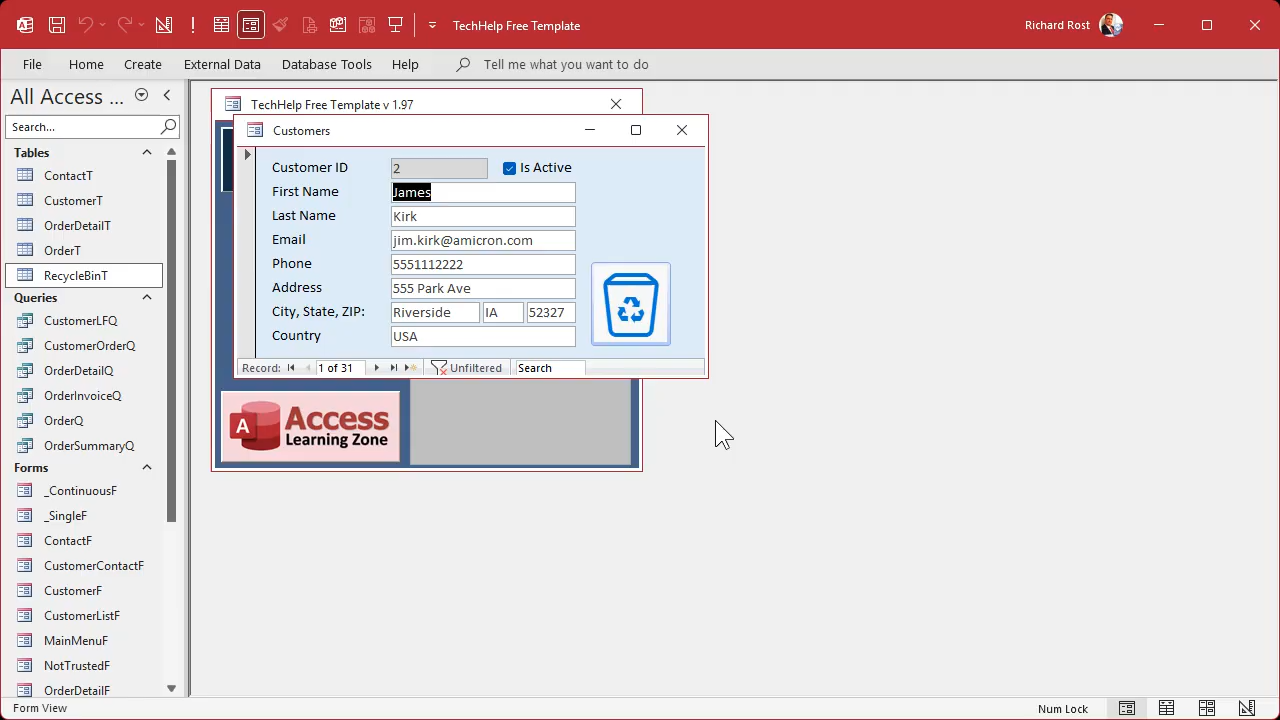 TechHelp Free Template
Richard Rost
File Home Create External Data Database Tools Help Tell me what you want to do
All Access ...
Search...
Tables
ContactT
CustomerT
OrderDetailT
OrderT
RecycleBinT
Queries
CustomerLFQ
CustomerOrderQ
OrderDetailQ
OrderInvoiceQ
OrderQ
OrderSummaryQ
Forms
_ContinuousF
_SingleF
ContactF
CustomerContactF
CustomerF
CustomerListF
MainMenuF
NotTrustedF
OrderDetailF
TechHelp Free Template v 1.97
Customers
Customer ID 2 Is Active
First Name James
Last Name Kirk
Email jim.kirk@amicron.com
Phone 5551112222
Address 555 Park Ave
City, State, ZIP: Riverside IA 52327
Country USA
Record: 1 of 31 Unfiltered Search
A Access
Learning Zone
Form View
Num Lock